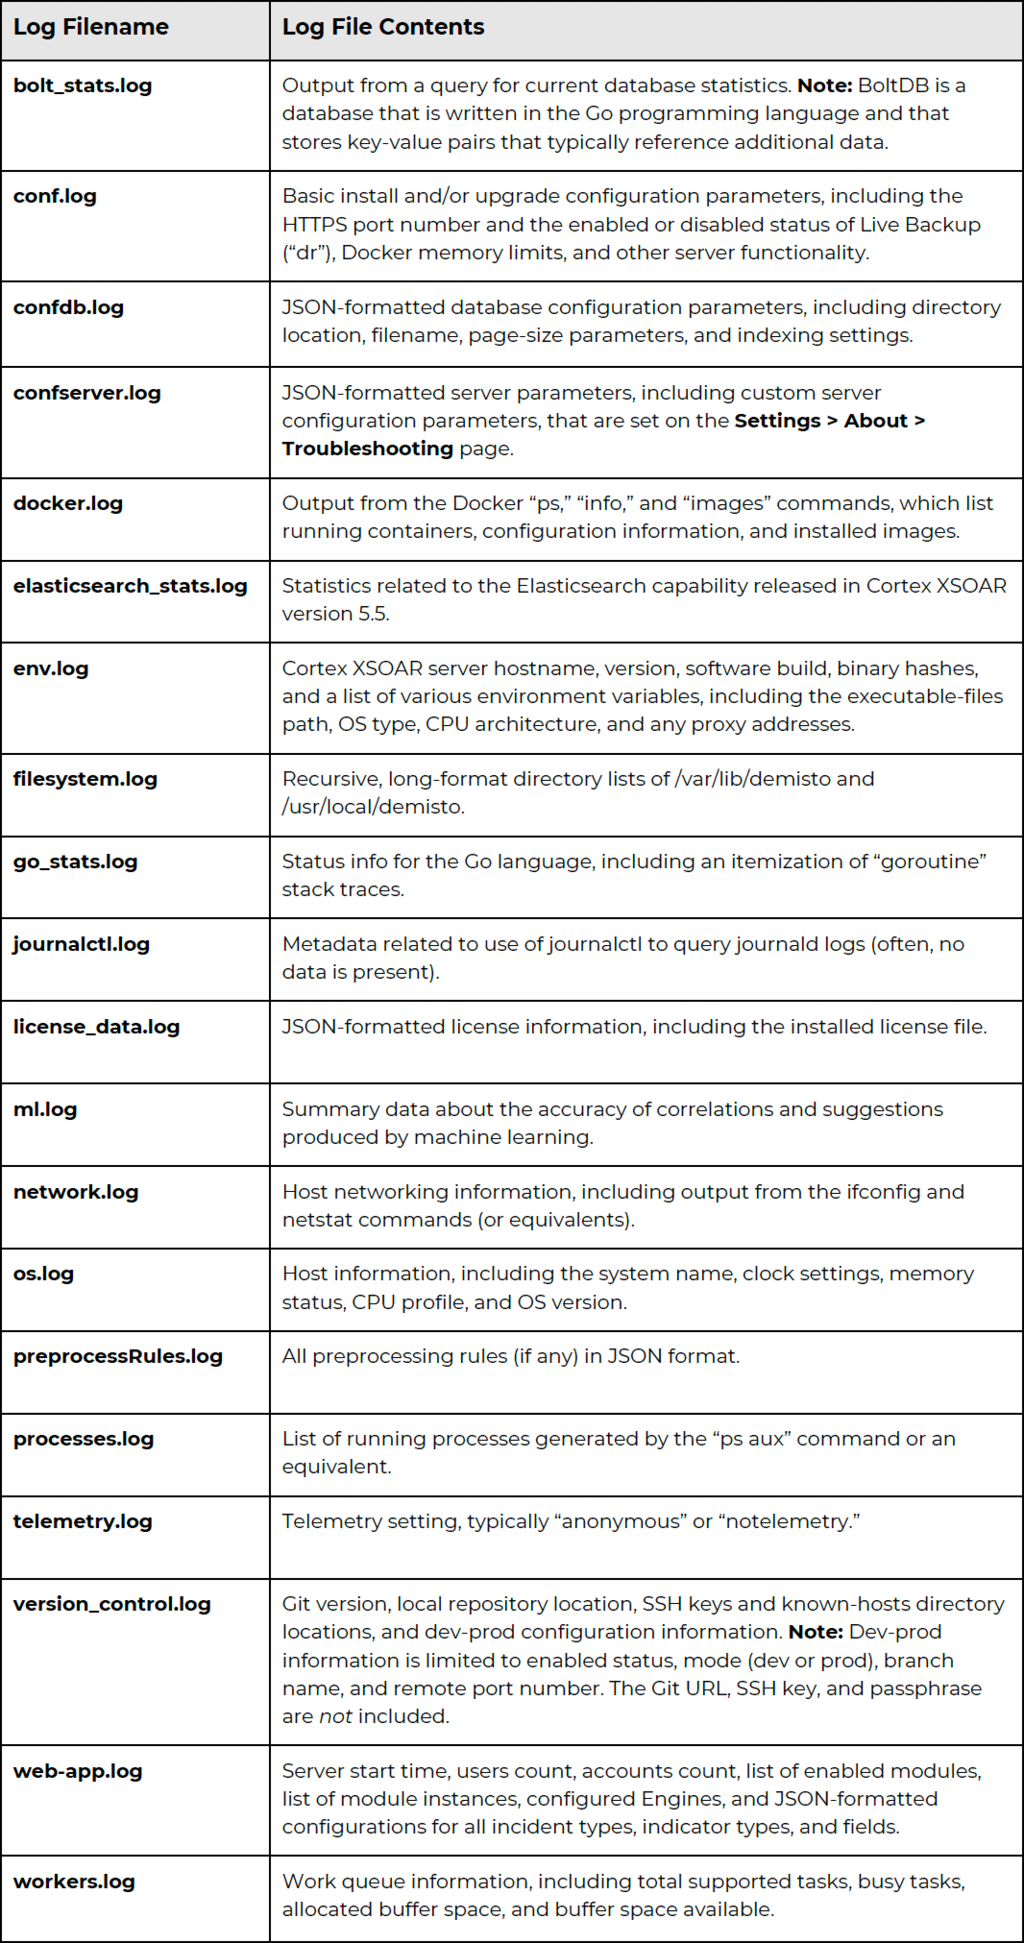 Log Filename
Log File Contents
bolt_stats.log
Output from a query for current database statistics. Note: BoltDB is a
database that is written in the Go programming language and that
stores key-value pairs that typically reference additional data.
conf.log
Basic install and/or upgrade configuration parameters, including the
HTTPS port number and the enabled or disabled status of Live Backup
(“dr”), Docker memory limits, and other server functionality.
confdb.log
JSON-formatted database configuration parameters, including directory
location, filename, page-size parameters, and indexing settings.
confserver.log
JSON-formatted server parameters, including custom server
configuration parameters, that are set on the Settings > About >
Troubleshooting page.
docker.log
Output from the Docker “ps,” “info,” and “images” commands, which list
running containers, configuration information, and installed images.
elasticsearch_stats.log
Statistics related to the Elasticsearch capability released in Cortex XSOAR
version 5.5.
env.log
Cortex XSOAR server hostname, version, software build, binary hashes,
and a list of various environment variables, including the executable-files
path, OS type, CPU architecture, and any proxy addresses.
filesystem.log
Recursive, long-format directory lists of /var/lib/demisto and
/usr/local/demisto.
go_stats.log
Status info for the Go language, including an itemization of “goroutine”
stack traces.
journalctl.log
Metadata related to use of journalctl to query journald logs (often, no
data is present).
license_data.log
JSON-formatted license information, including the installed license file.
ml.log
Summary data about the accuracy of correlations and suggestions
produced by machine learning.
network.log
Host networking information, including output from the ifconfig and
netstat commands (or equivalents).
os.log
Host information, including the system name, clock settings, memory
status, CPU profile, and OS version.
preprocessRules.log
All preprocessing rules (if any) in JSON format.
processes.log
List of running processes generated by the “ps aux” command or an
equivalent.
telemetry.log
Telemetry setting, typically “anonymous” or “notelemetry.”
version_control.log
Git version, local repository location, SSH keys and known-hosts directory
locations, and dev-prod configuration information. Note: Dev-prod
information is limited to enabled status, mode (dev or prod), branch
name, and remote port number. The Git URL, SSH key, and passphrase
are not included.
web-app.log
Server start time, users count, accounts count, list of enabled modules,
list of module instances, configured Engines, and JSON-formatted
configurations for all incident types, indicator types, and fields.
workers.log
Work queue information, including total supported tasks, busy tasks,
allocated buffer space, and buffer space available.